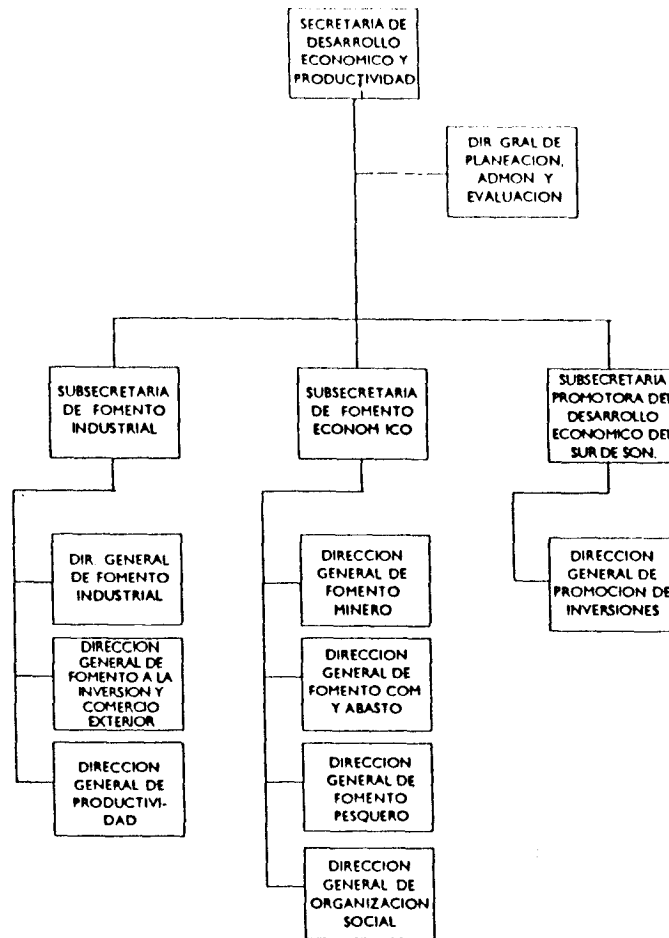 SECRETARIA DE
DESARROLLO
ECONOMICO Y
PRODUCTIVIDAD
DIR GRAL DE
PLANEACION,
ADMON Y
EVALUACION
SUBSECRETARIA
DE FOMENTO
INDUSTRIAL
SUBSECRETARIA
DE FOMENTO
ECONOM ICO
SUBSECRETARIA
PROMOTORA DEL
DESARROLLO
ECONOMICO DEL
SUR DE SON.
DIR. GENERAL
DE FOMENTO
INDUSTRIAL
DIRECCION
GENERAL DE
FOMENTO A LA
INVERSION Y
COMERCIO
EXTERIOR
DIRECCION
GENERAL DE
PRODUCTIVI-
DAD
DIRECCION
GENERAL DE
FOMENTO
MINERO
DIRECCION
GENERAL DE
FOMENTO COM
Y ABASTO
DIRECCION
GENERAL DE
FOMENTO
PESQUERO
DIRECCION
GENERAL DE
ORGANIZACION
SOCIAL
DIRECCION
GENERAL DE
PROMOCION DE
INVERSIONES